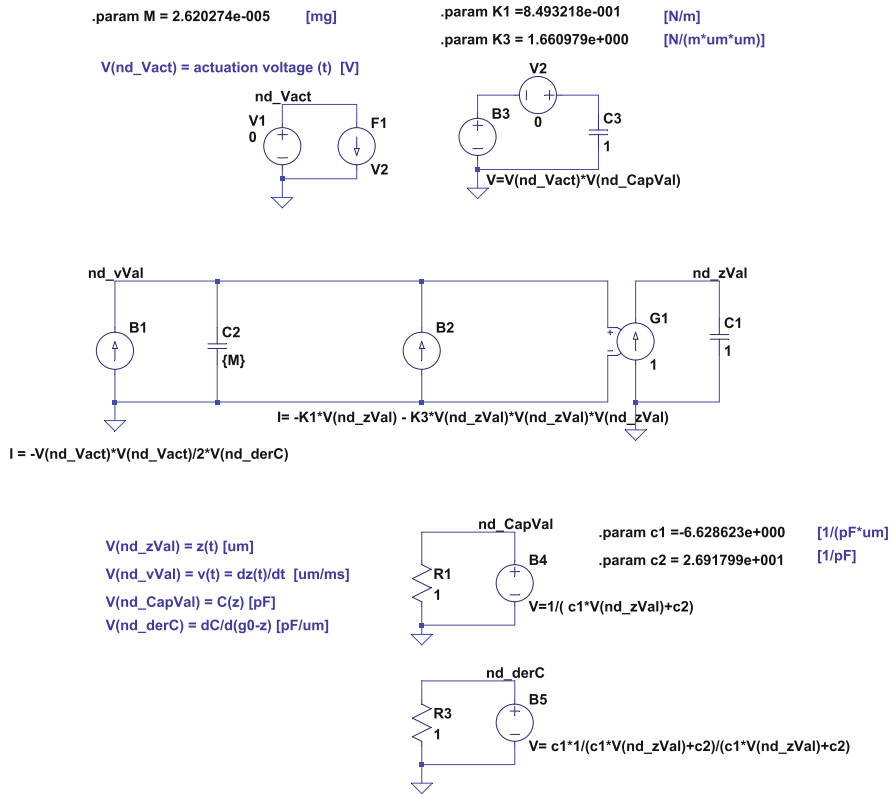 .param M = 2.620274e-005 [mg]
.param K1 =8.493218e-001 [N/m]
.param K3 = 1.660979e+000 [N/(m*um*um)]
V(nd_Vact) = actuation voltage (t) [V]
nd_Vact
V1
0
F1
V2
V2
0
B3
C3
1
V=V(nd_Vact)*V(nd_CapVal)
nd_vVal
B1
C2
{M}
B2
nd_zVal
G1
1
C1
1
I= -K1*V(nd_zVal) - K3*V(nd_zVal)*V(nd_zVal)*V(nd_zVal)
I = -V(nd_Vact)*V(nd_Vact)/2*V(nd_derC)
V(nd_zVal) = z(t) [um]
V(nd_vVal) = v(t) = dz(t)/dt [um/ms]
V(nd_CapVal) = C(z) [pF]
V(nd_derC) = dC/d(g0-z) [pF/um]
nd_CapVal
R1
1
B4
V=1/( c1*V(nd_zVal)+c2)
.param c1 =-6.628623e+000 [1/(pF*um]
.param c2 = 2.691799e+001 [1/pF]
nd_derC
R3
1
B5
V= c1*1/(c1*V(nd_zVal)+c2)/(c1*V(nd_zVal)+c2)